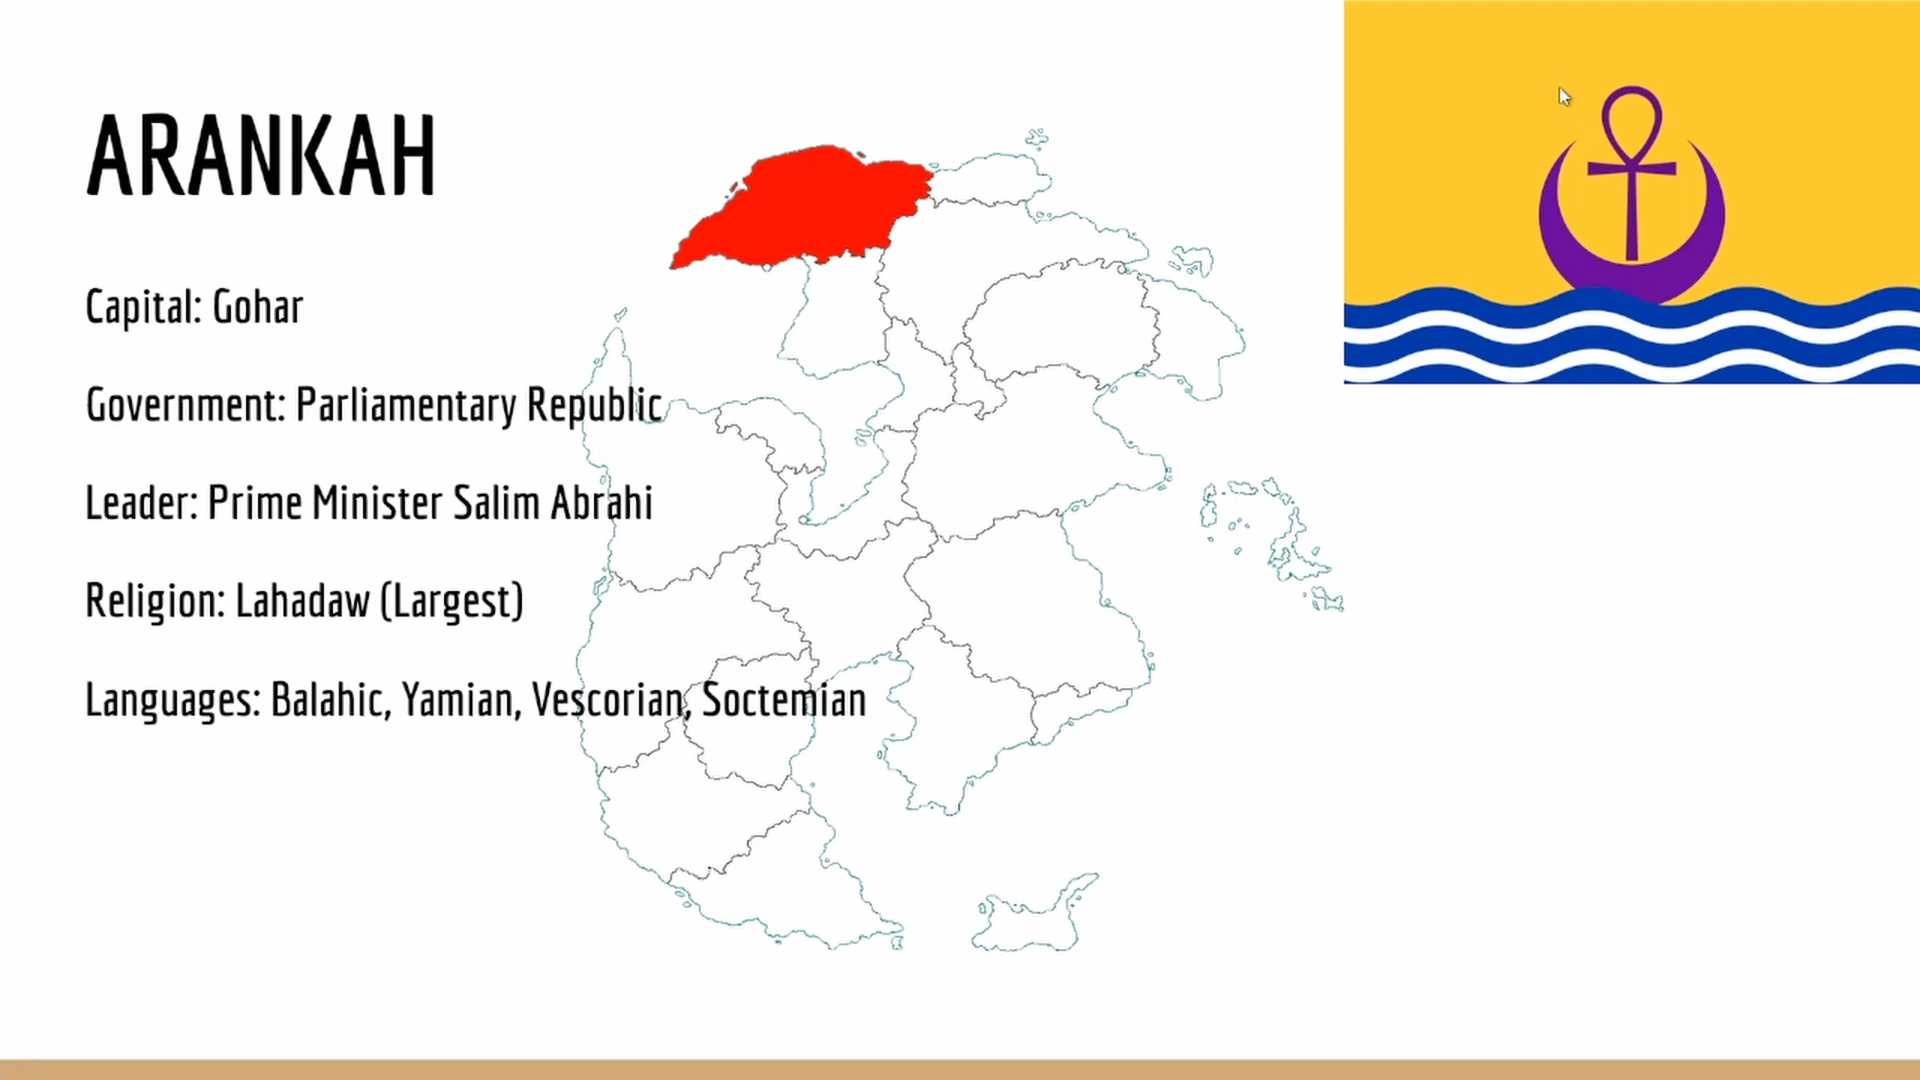 ARANKAH
Capital: Gohar
Government: Parliamentary Republic
Leader: Prime Minister Salim Abrahi
Religion: Lahadaw (Largest)
Languages: Balahic, Yamian, Vescorian, Soctemian